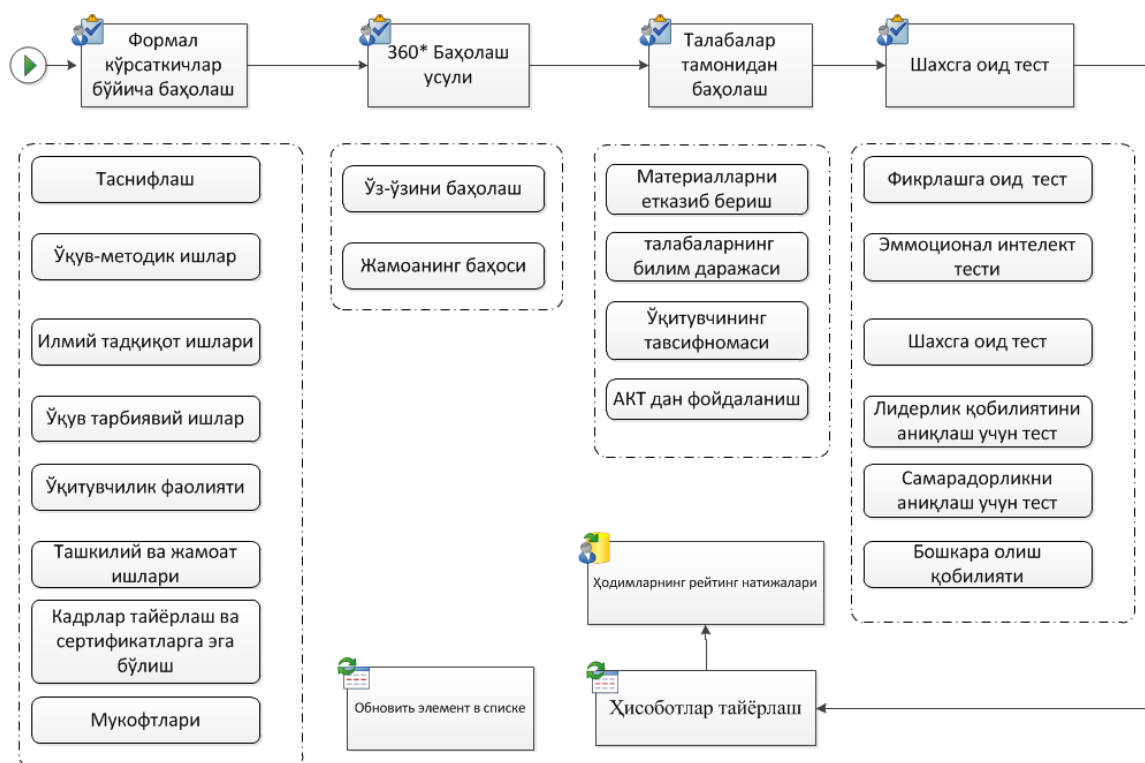 Формал
кўрсаткичлар
бўйича баҳолаш
360* Баҳолаш
усули
Талабалар
тамонидан
баҳолаш
Шахсга оид тест
Таснифлаш
Ўқув-методик ишлар
Илмий тадқиқот ишлари
Ўқув тарбиявий ишлар
Ўқитувчилик фаолияти
Ташкилий ва жамоат
ишлари
Кадрлар тайёрлаш ва
сертификатларга эга
бўлиш
Мукофтлари
Ўз-ўзини баҳолаш
Жамоанинг баҳоси
Материалларни
етказиб бериш
талабаларнинг
билим даражаси
Ўқитувчининг
тавсифномаси
АКТ дан фойдаланиш
Фикрлашга оид тест
Эммоционал интелект
тести
Шахсга оид тест
Лидерлик қобилиятини
аниқлаш учун тест
Самарадорликни
аниқлаш учун тест
Бошкара олиш
қобилияти
Ҳодимларнинг рейтинг натижалари
Обновить элемент в списке
Ҳисоботлар тайёрлаш